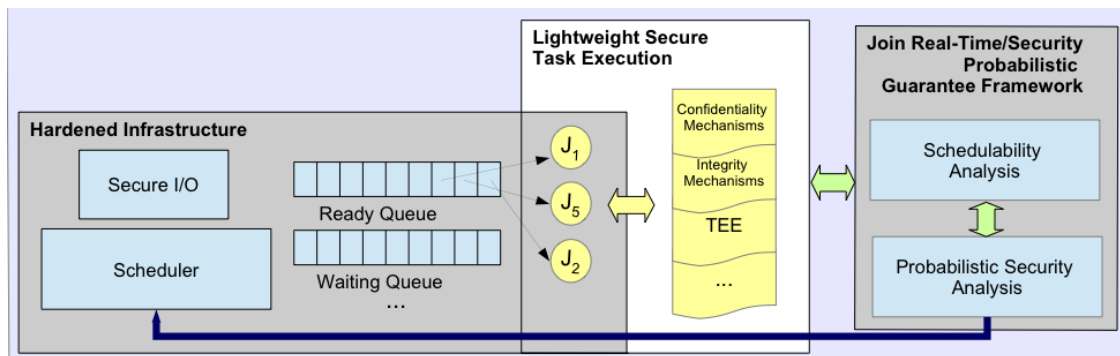 Lightweight Secure
Task Execution
Join Real-Time/Security
Probabilistic
Guarantee Framework
Hardened Infrastructure
Secure I/O
Scheduler
Ready Queue
Waiting Queue
...
J1
J5
J2
Confidentiality
Mechanisms
Integrity
Mechanisms
TEE
...
Schedulability
Analysis
Probabilistic Security
Analysis